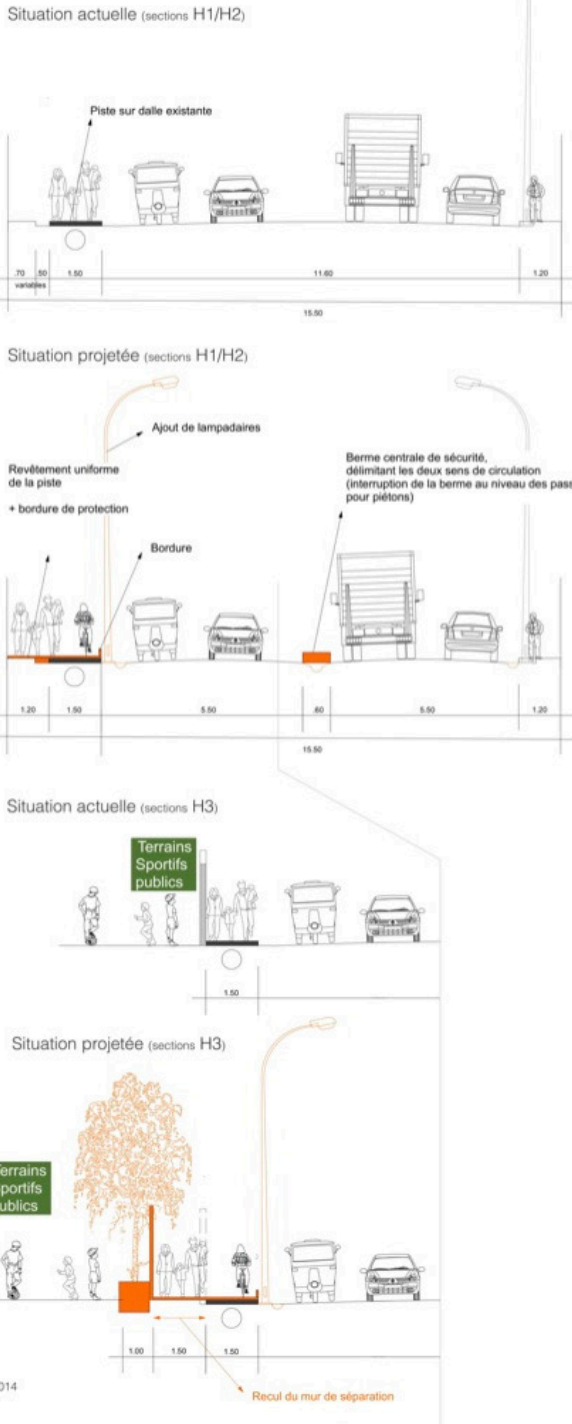 Situation actuelle (sections H1/H2)
Piste sur dalle existante
.70 .50 1.50 11.60 1.20
variables
15.50
Situation projetée (sections H1/H2)
Ajout de lampadaires
Revêtement uniforme
de la piste
+ bordure de protection
Bordure
Berme centrale de sécurité,
délimitant les deux sens de circulation
(interruption de la berme au niveau des pass
pour piétons)
1.20 1.50 5.50 .60 5.50 1.20
15.50
Situation actuelle (sections H3)
Terrains
Sportifs
publics
1.50
Situation projetée (sections H3)
Terrains
Sportifs
publics
1.00 1.50 1.50
014
Recul du mur de séparation